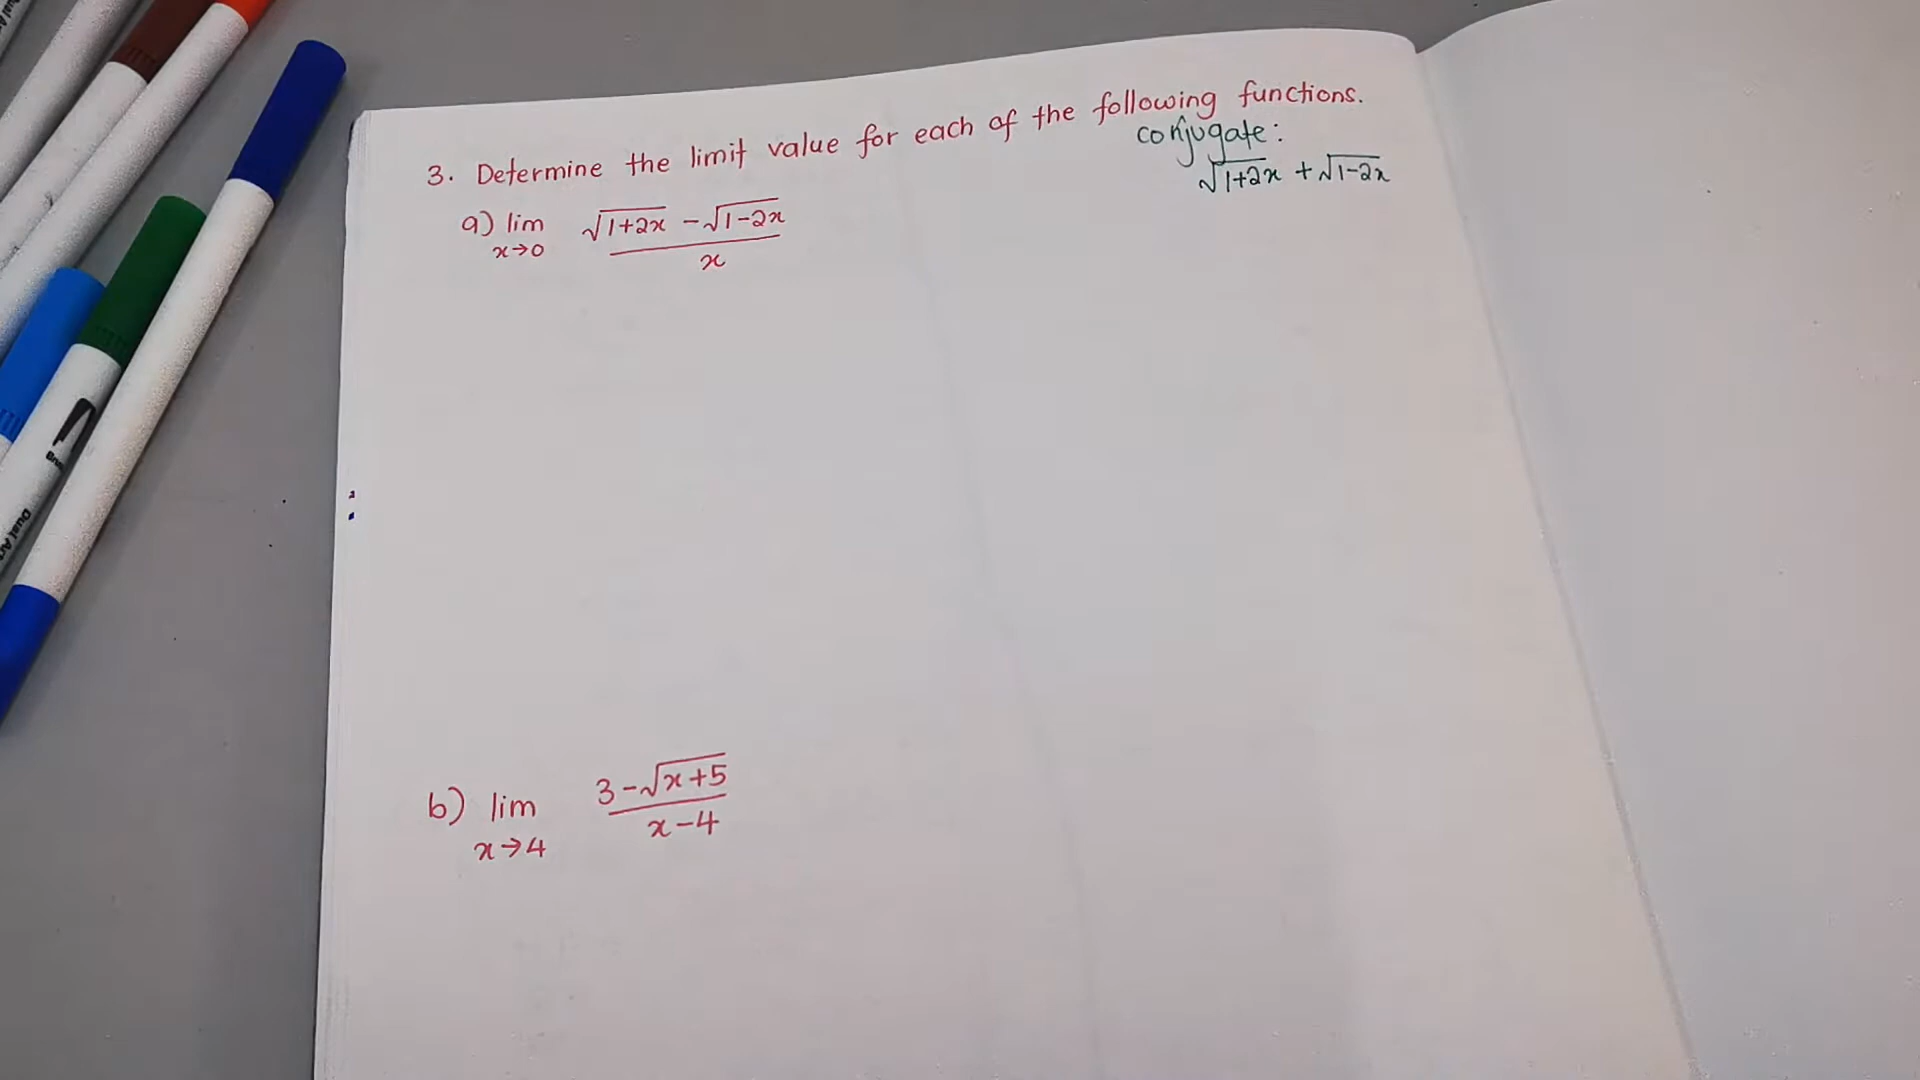 3. Determine the limit value for each of the following functions.
conjugate:
√1+2x + √1-2x
a) lim √1+2x - √1-2x
x→0 x
b) lim 3-√x+5
x→4 x-4